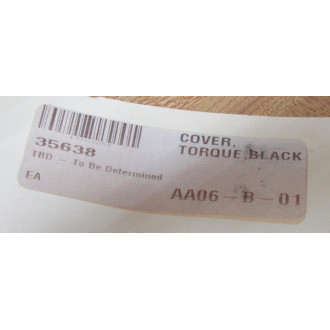 35638
TBD - To Be Determined
EA
COVER,
TORQUE,BLACK
AA06-B-01